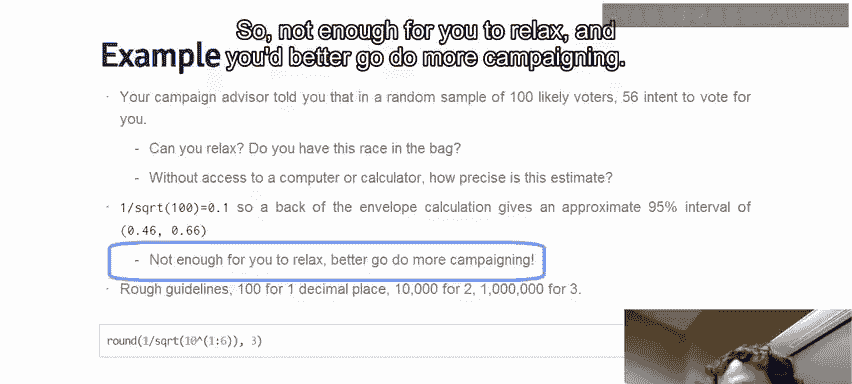 So, not enough for you to relax, and
you'd better go do more campaigning.
Example
· Your campaign advisor told you that in a random sample of 100 likely voters, 56 intent to vote for
you.
- Can you relax? Do you have this race in the bag?
- Without access to a computer or calculator, how precise is this estimate?
· 1/sqrt(100)=0.1 so a back of the envelope calculation gives an approximate 95% interval of
(0.46, 0.66)
- Not enough for you to relax, better go do more campaigning!
· Rough guidelines, 100 for 1 decimal place, 10,000 for 2, 1,000,000 for 3.
round(1/sqrt(10^(1:6)), 3)